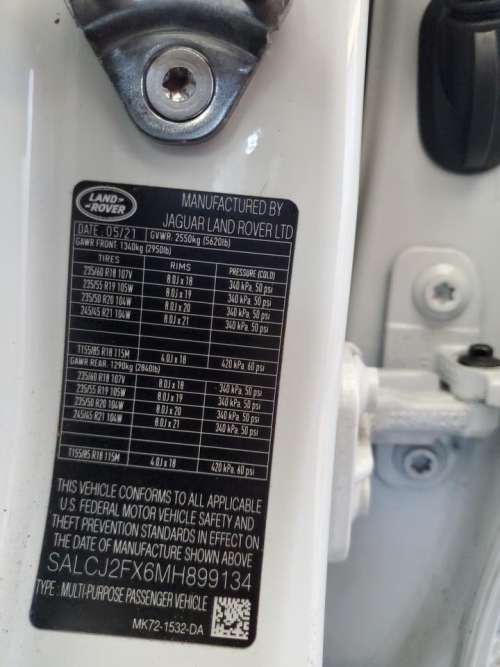 LAND ROVER
MANUFACTURED BY
JAGUAR LAND ROVER LTD
DATE: 05/21 GVWR: 2550kg (5620lb)
GAWR FRONT: 1340kg (2950lb)
TIRES RIMS PRESSURE (COLD)
235/60 R18 107V 8.0J x 18 340 kPa, 50 psi
235/55 R19 105W 8.0J x 19 340 kPa, 50 psi
235/50 R20 104W 8.0J x 20 340 kPa, 50 psi
245/45 R21 104W 8.0J x 21 340 kPa, 50 psi
T155/85 R18 115M 4.0J x 18 420 kPa, 60 psi
GAWR REAR: 1290kg (2840lb)
235/60 R18 107V 8.0J x 18 340 kPa, 50 psi
235/55 R19 105W 8.0J x 19 340 kPa, 50 psi
235/50 R20 104W 8.0J x 20 340 kPa, 50 psi
245/45 R21 104W 8.0J x 21 340 kPa, 50 psi
T155/85 R18 115M 4.0J x 18 420 kPa, 60 psi
THIS VEHICLE CONFORMS TO ALL APPLICABLE
U.S. FEDERAL MOTOR VEHICLE SAFETY AND
THEFT PREVENTION STANDARDS IN EFFECT ON
THE DATE OF MANUFACTURE SHOWN ABOVE
SALCJ2FX6MH899134
TYPE : MULTI-PURPOSE PASSENGER VEHICLE
MK72-1532-DA